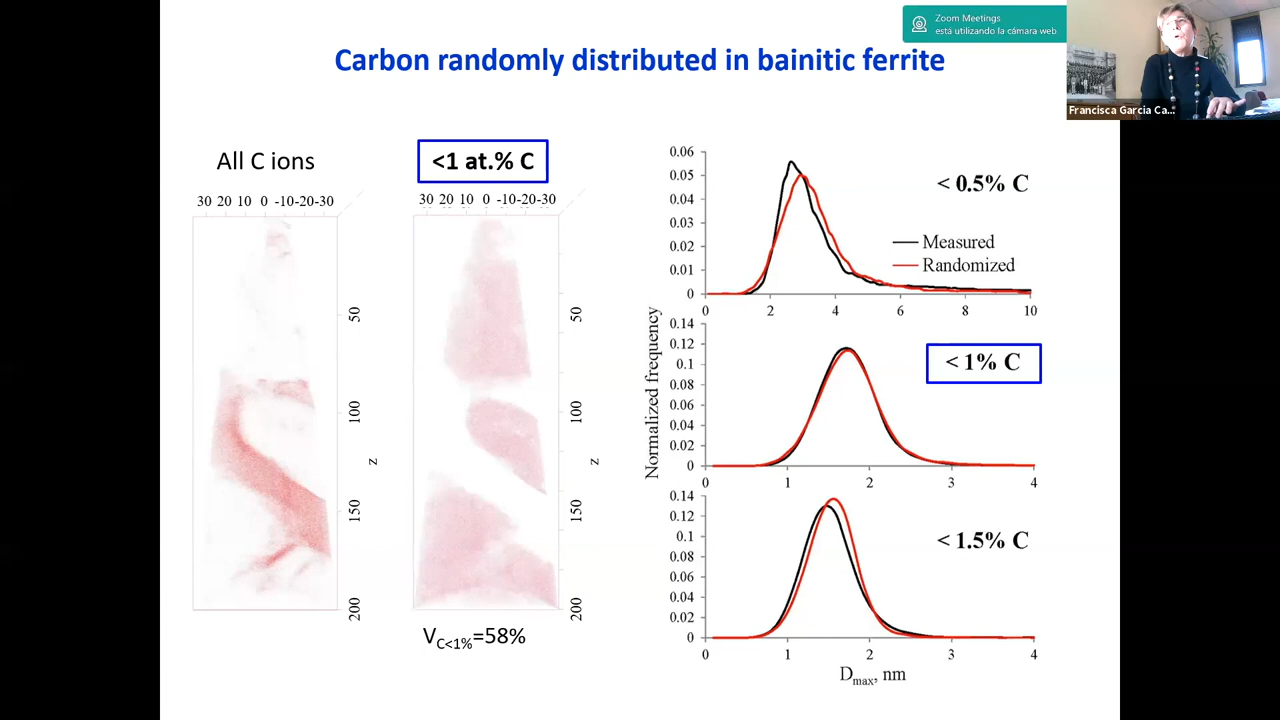 Zoom Meetings
está utilizando la cámara web
Francisca Garcia Ca...
Carbon randomly distributed in bainitic ferrite
All C ions
30 20 10 0 -10-20-30
50
100
z
150
200
<1 at.% C
30 20 10 0 -10-20-30
50
100
z
150
200
V_C<1%=58%
Normalized frequency
0.06
0.05
0.04
0.03
0.02
0.01
0
0 2 4 6 8 10
< 0.5% C
Measured
Randomized
0.14
0.12
0.1
0.08
0.06
0.04
0.02
0
0 1 2 3 4
< 1% C
0.14
0.12
0.1
0.08
0.06
0.04
0.02
0
0 1 2 3 4
< 1.5% C
D_max, nm